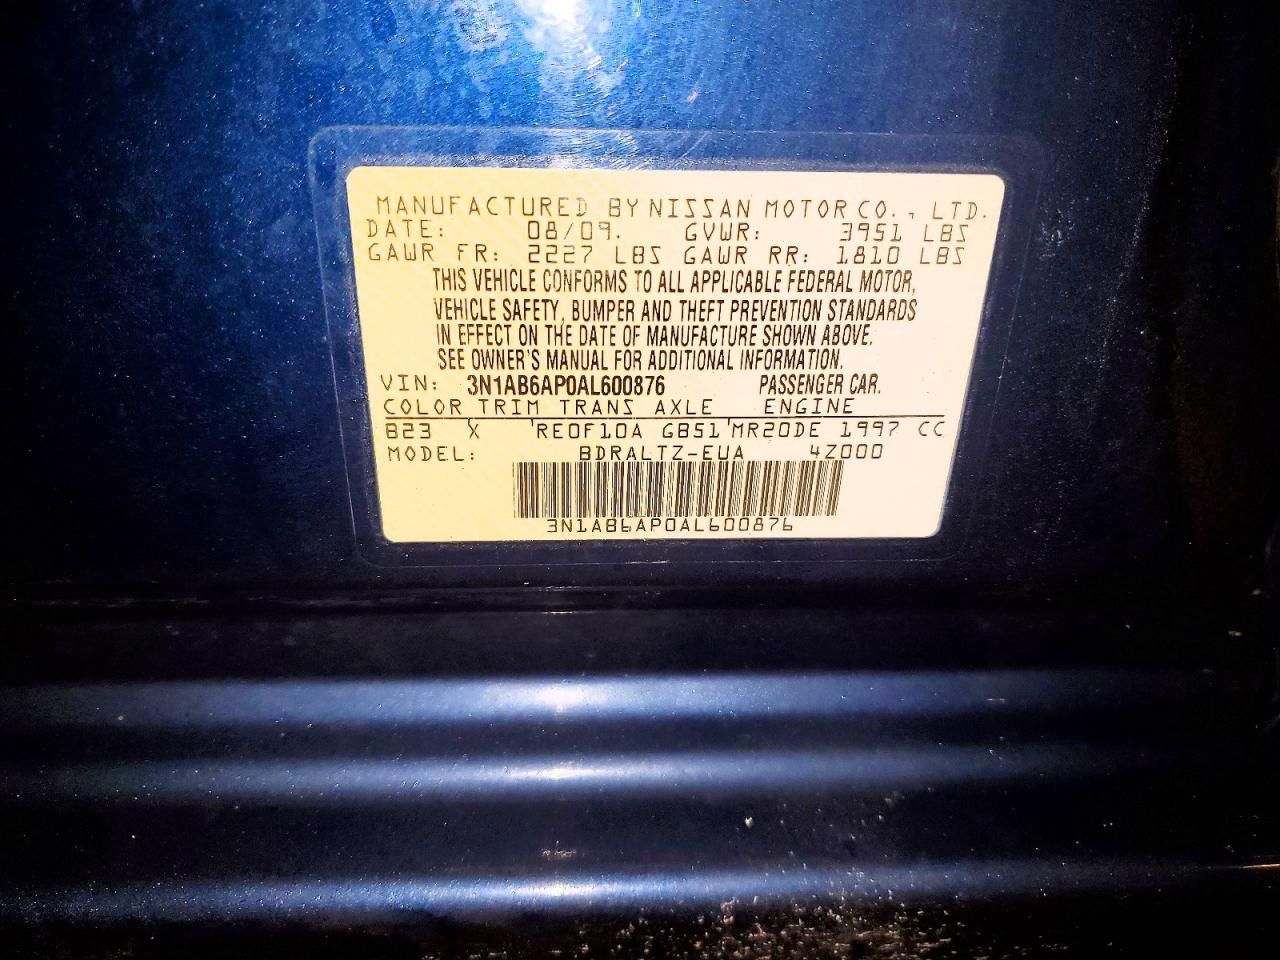 MANUFACTURED BY NISSAN MOTOR CO., LTD.
DATE: 08/09. GVWR: 3951 LBS
GAWR FR: 2227 LBS GAWR RR: 1810 LBS
THIS VEHICLE CONFORMS TO ALL APPLICABLE FEDERAL MOTOR,
VEHICLE SAFETY, BUMPER AND THEFT PREVENTION STANDARDS
IN EFFECT ON THE DATE OF MANUFACTURE SHOWN ABOVE.
SEE OWNER'S MANUAL FOR ADDITIONAL INFORMATION.
VIN: 3N1AB6AP0AL600876 PASSENGER CAR.
COLOR TRIM TRANS AXLE ENGINE
B23 X RE0F10A GB51 MR20DE 1997 CC
MODEL: BDRALTZ-EUA 4Z000
3N1AB6AP0AL600876